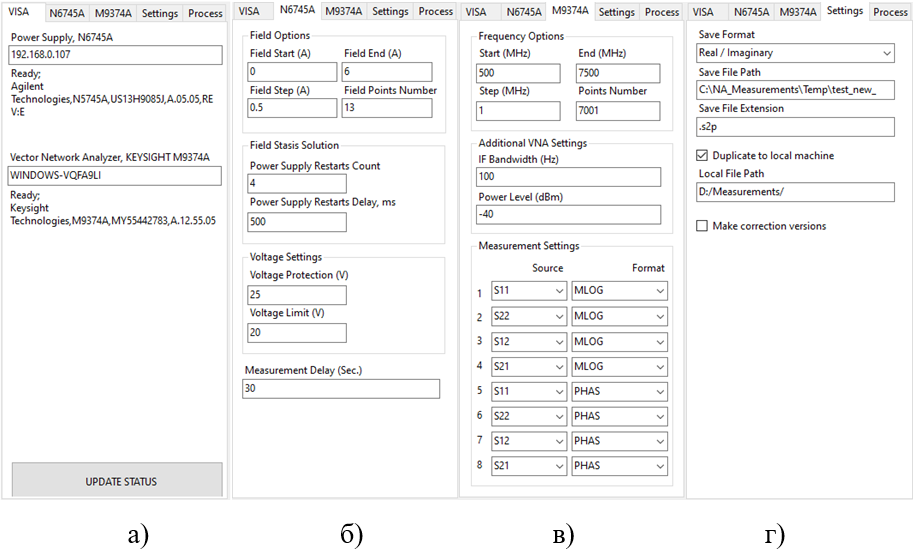 VISA N6745A M9374A Settings Process
Power Supply, N6745A
192.168.0.107
Ready;
Agilent
Technologies,N5745A,US13H9085J,A.05.05,RE
V:E
Vector Network Analyzer, KEYSIGHT M9374A
WINDOWS-VQFA9LI
Ready;
Keysight
Technologies,M9374A,MY55442783,A.12.55.05
UPDATE STATUS
а)
VISA N6745A M9374A Settings Process
Field Options
Field Start (A) Field End (A)
0 6
Field Step (A) Field Points Number
0.5 13
Field Stasis Solution
Power Supply Restarts Count
4
Power Supply Restarts Delay, ms
500
Voltage Settings
Voltage Protection (V)
25
Voltage Limit (V)
20
Measurement Delay (Sec.)
30
б)
VISA N6745A M9374A Settings Process
Frequency Options
Start (MHz) End (MHz)
500 7500
Step (MHz) Points Number
1 7001
Additional VNA Settings
IF Bandwidth (Hz)
100
Power Level (dBm)
-40
Measurement Settings
Source Format
1 S11 MLOG
2 S22 MLOG
3 S12 MLOG
4 S21 MLOG
5 S11 PHAS
6 S22 PHAS
7 S12 PHAS
8 S21 PHAS
в)
VISA N6745A M9374A Settings Process
Save Format
Real / Imaginary
Save File Path
C:\NA_Measurements\Temp\test_new_
Save File Extension
.s2p
Duplicate to local machine
Local File Path
D:/Measurements/
Make correction versions
г)